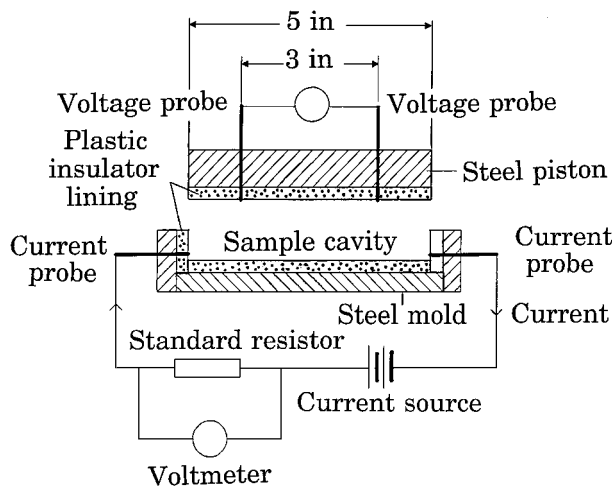 5 in
3 in
Voltage probe
Voltage probe
Plastic
insulator
lining
Steel piston
Sample cavity
Current
probe
Current
probe
Steel mold
Current
Standard resistor
Current source
Voltmeter